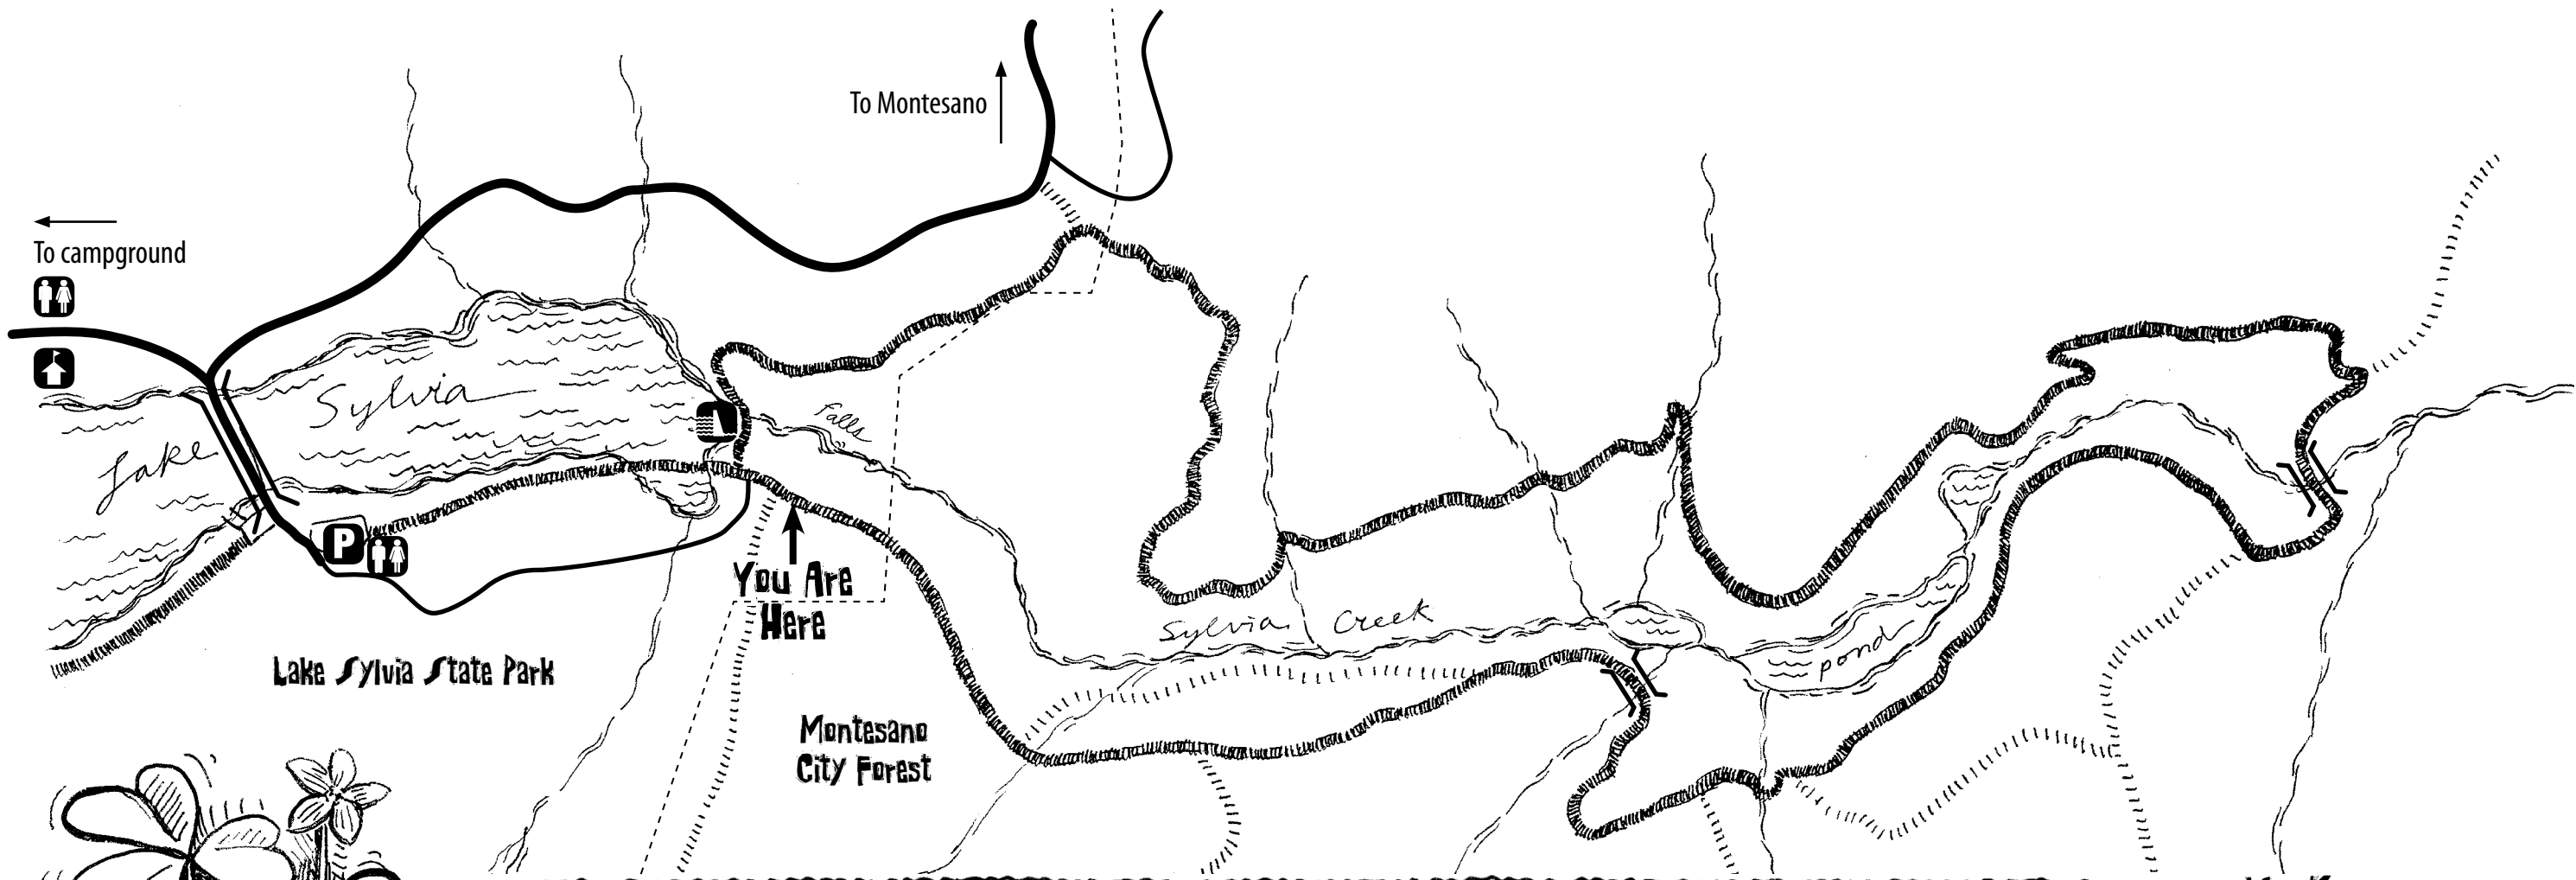 To Montesano
To campground
Sylvia
Lake
Falls
P
You Are
Here
Sylvia Creek
pond
Lake Sylvia State Park
Montesano
City Forest